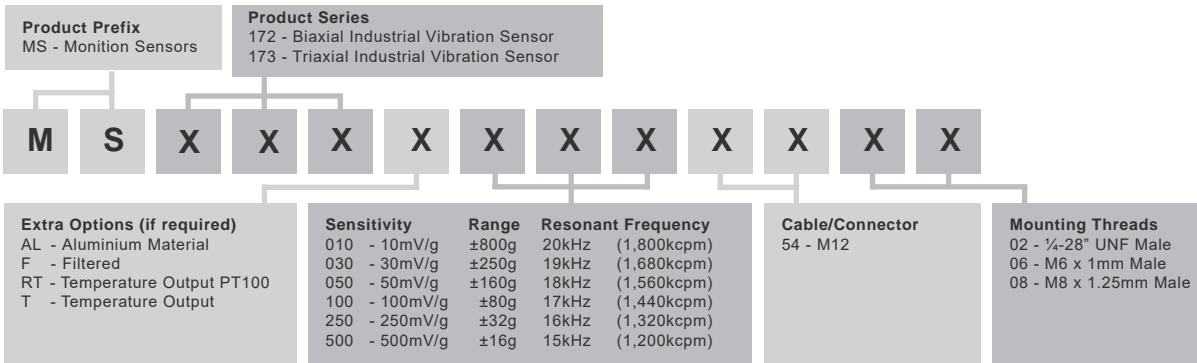 Product Prefix
MS - Monition Sensors
Product Series
172 - Biaxial Industrial Vibration Sensor
173 - Triaxial Industrial Vibration Sensor
M S X X X X X X X X X X X
Extra Options (if required)
AL - Aluminium Material
F - Filtered
RT - Temperature Output PT100
T - Temperature Output
Sensitivity Range Resonant Frequency
010 - 10mV/g ±800g 20kHz (1,800kcpm)
030 - 30mV/g ±250g 19kHz (1,680kcpm)
050 - 50mV/g ±160g 18kHz (1,560kcpm)
100 - 100mV/g ±80g 17kHz (1,440kcpm)
250 - 250mV/g ±32g 16kHz (1,320kcpm)
500 - 500mV/g ±16g 15kHz (1,200kcpm)
Cable/Connector
54 - M12
Mounting Threads
02 - ¼-28” UNF Male
06 - M6 x 1mm Male
08 - M8 x 1.25mm Male